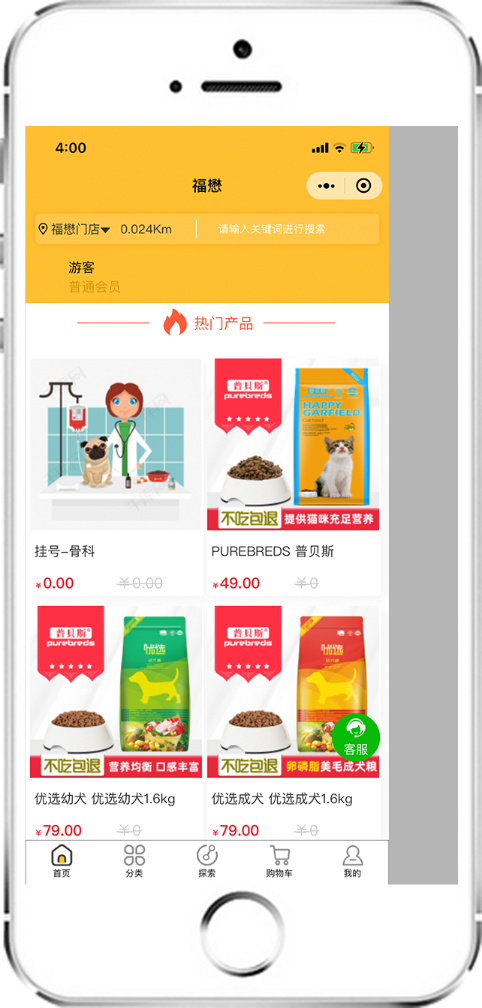 4:00
福懋
福懋门店 0.024Km 请输入关键词进行搜索
游客
普通会员
热门产品
普贝斯
purebreds
HAPPY
GARFIELD
不吃包退 提供猫咪充足营养
挂号-骨科
PUREBREDS 普贝斯
¥0.00 ¥0.00
¥49.00 ¥0
普贝斯
purebreds
优选
不吃包退 营养均衡 口感丰富
普贝斯
purebreds
优选
不吃包退 卵磷脂美毛成犬粮
客服
优选幼犬 优选幼犬1.6kg
优选成犬 优选成犬1.6kg
¥79.00 ¥0
¥79.00 ¥0
首页 分类 探索 购物车 我的